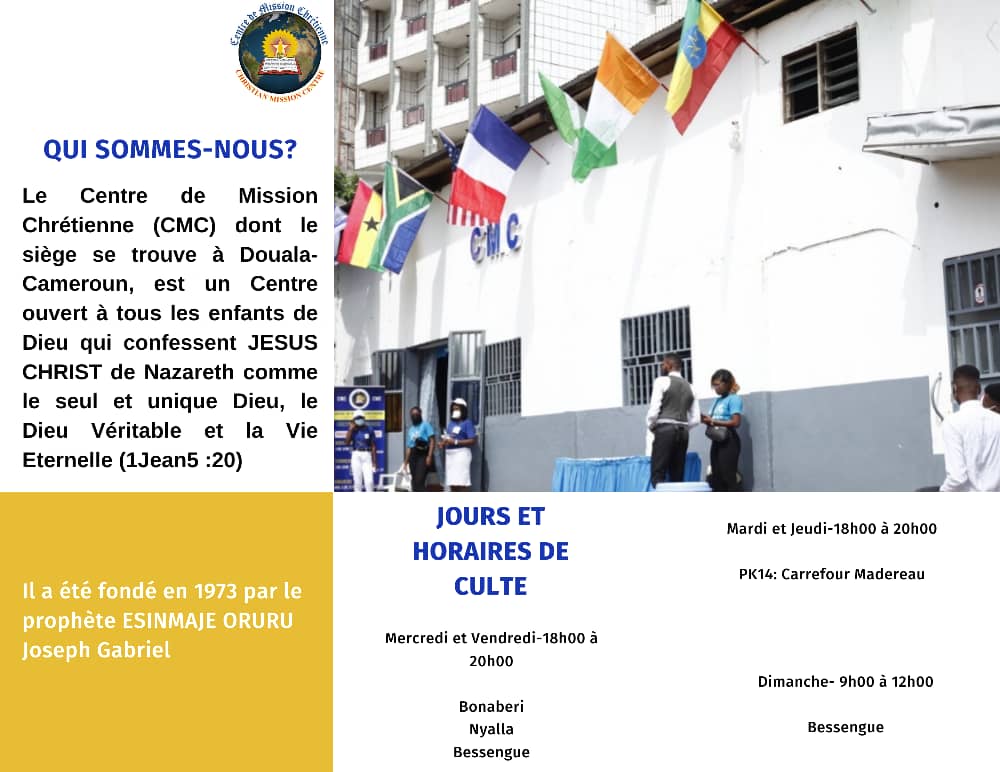 Centre de Mission Chrétienne
CHRISTIAN MISSION CENTRE
QUI SOMMES-NOUS?
Le Centre de Mission
Chrétienne (CMC) dont le
siège se trouve à Douala-
Cameroun, est un Centre
ouvert à tous les enfants de
Dieu qui confessent JESUS
CHRIST de Nazareth comme
le seul et unique Dieu, le
Dieu Véritable et la Vie
Eternelle (1Jean5 :20)
CMC
Il a été fondé en 1973 par le
prophète ESINMAJE ORURU
Joseph Gabriel
JOURS ET
HORAIRES DE
CULTE
Mercredi et Vendredi-18h00 à
20h00
Bonaberi
Nyalla
Bessengue
Mardi et Jeudi-18h00 à 20h00
PK14: Carrefour Madereau
Dimanche- 9h00 à 12h00
Bessengue